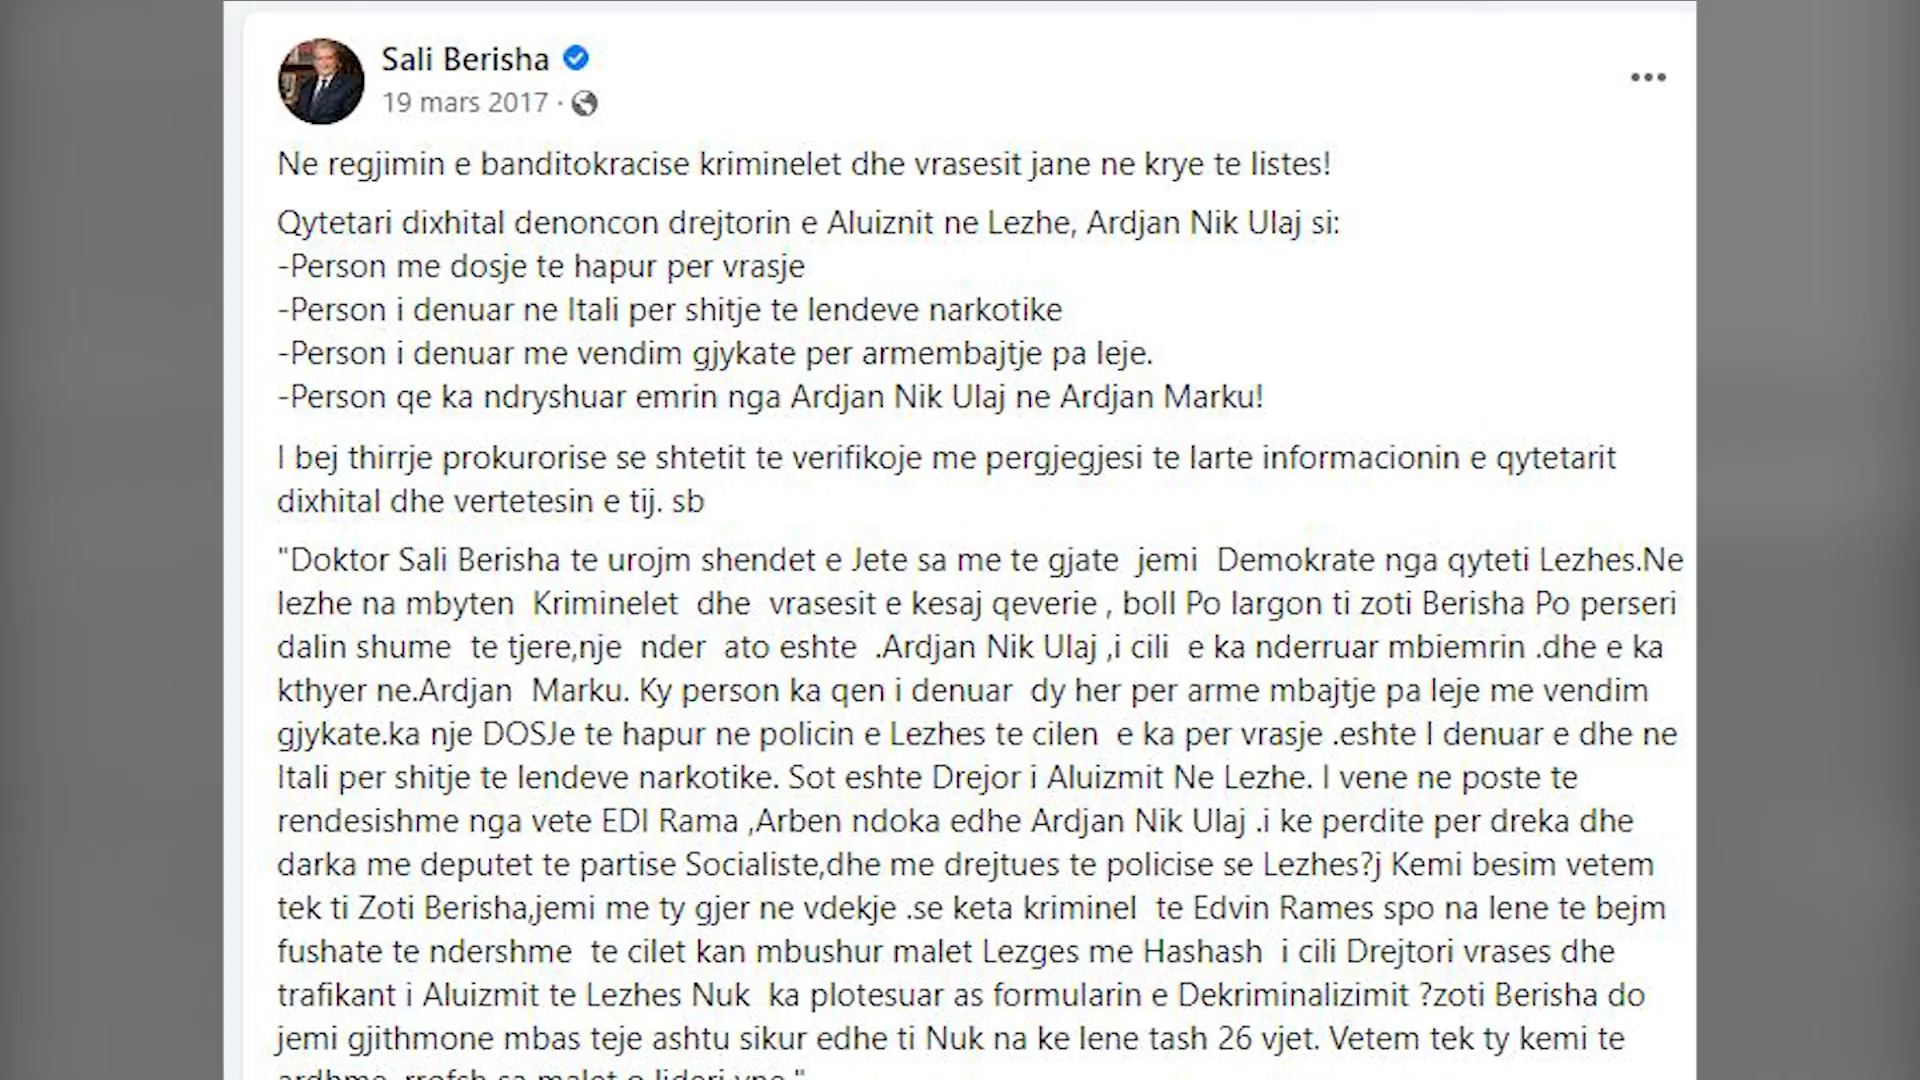 Sali Berisha
19 mars 2017 ·
Ne regjimin e banditokracise kriminelet dhe vrasesit jane ne krye te listes!
Qytetari dixhital denoncon drejtorin e Aluiznit ne Lezhe, Ardjan Nik Ulaj si:
-Person me dosje te hapur per vrasje
-Person i denuar ne Itali per shitje te lendeve narkotike
-Person i denuar me vendim gjykate per armembajtje pa leje.
-Person qe ka ndryshuar emrin nga Ardjan Nik Ulaj ne Ardjan Marku!
I bej thirrje prokurorise se shtetit te verifikoje me pergjegjesi te larte informacionin e qytetarit
dixhital dhe vertetesin e tij. sb
"Doktor Sali Berisha te urojm shendet e Jete sa me te gjate jemi Demokrate nga qyteti Lezhes.Ne
lezhe na mbyten Kriminelet dhe vrasesit e kesaj qeverie , boll Po largon ti zoti Berisha Po perseri
dalin shume te tjere,nje nder ato eshte .Ardjan Nik Ulaj ,i cili e ka nderruar mbiemrin .dhe e ka
kthyer ne.Ardjan Marku. Ky person ka qen i denuar dy her per arme mbajtje pa leje me vendim
gjykate.ka nje DOSJe te hapur ne policin e Lezhes te cilen e ka per vrasje .eshte I denuar e dhe ne
Itali per shitje te lendeve narkotike. Sot eshte Drejor i Aluizmit Ne Lezhe. I vene ne poste te
rendesishme nga vete EDI Rama ,Arben ndoka edhe Ardjan Nik Ulaj .i ke perdite per dreka dhe
darka me deputet te partise Socialiste,dhe me drejtues te policise se Lezhes?j Kemi besim vetem
tek ti Zoti Berisha,jemi me ty gjer ne vdekje .se keta kriminel te Edvin Rames spo na lene te bejm
fushate te ndershme te cilet kan mbushur malet Lezges me Hashash i cili Drejtori vrases dhe
trafikant i Aluizmit te Lezhes Nuk ka plotesuar as formularin e Dekriminalizimit ?zoti Berisha do
jemi gjithmone mbas teje ashtu sikur edhe ti Nuk na ke lene tash 26 vjet. Vetem tek ty kemi te